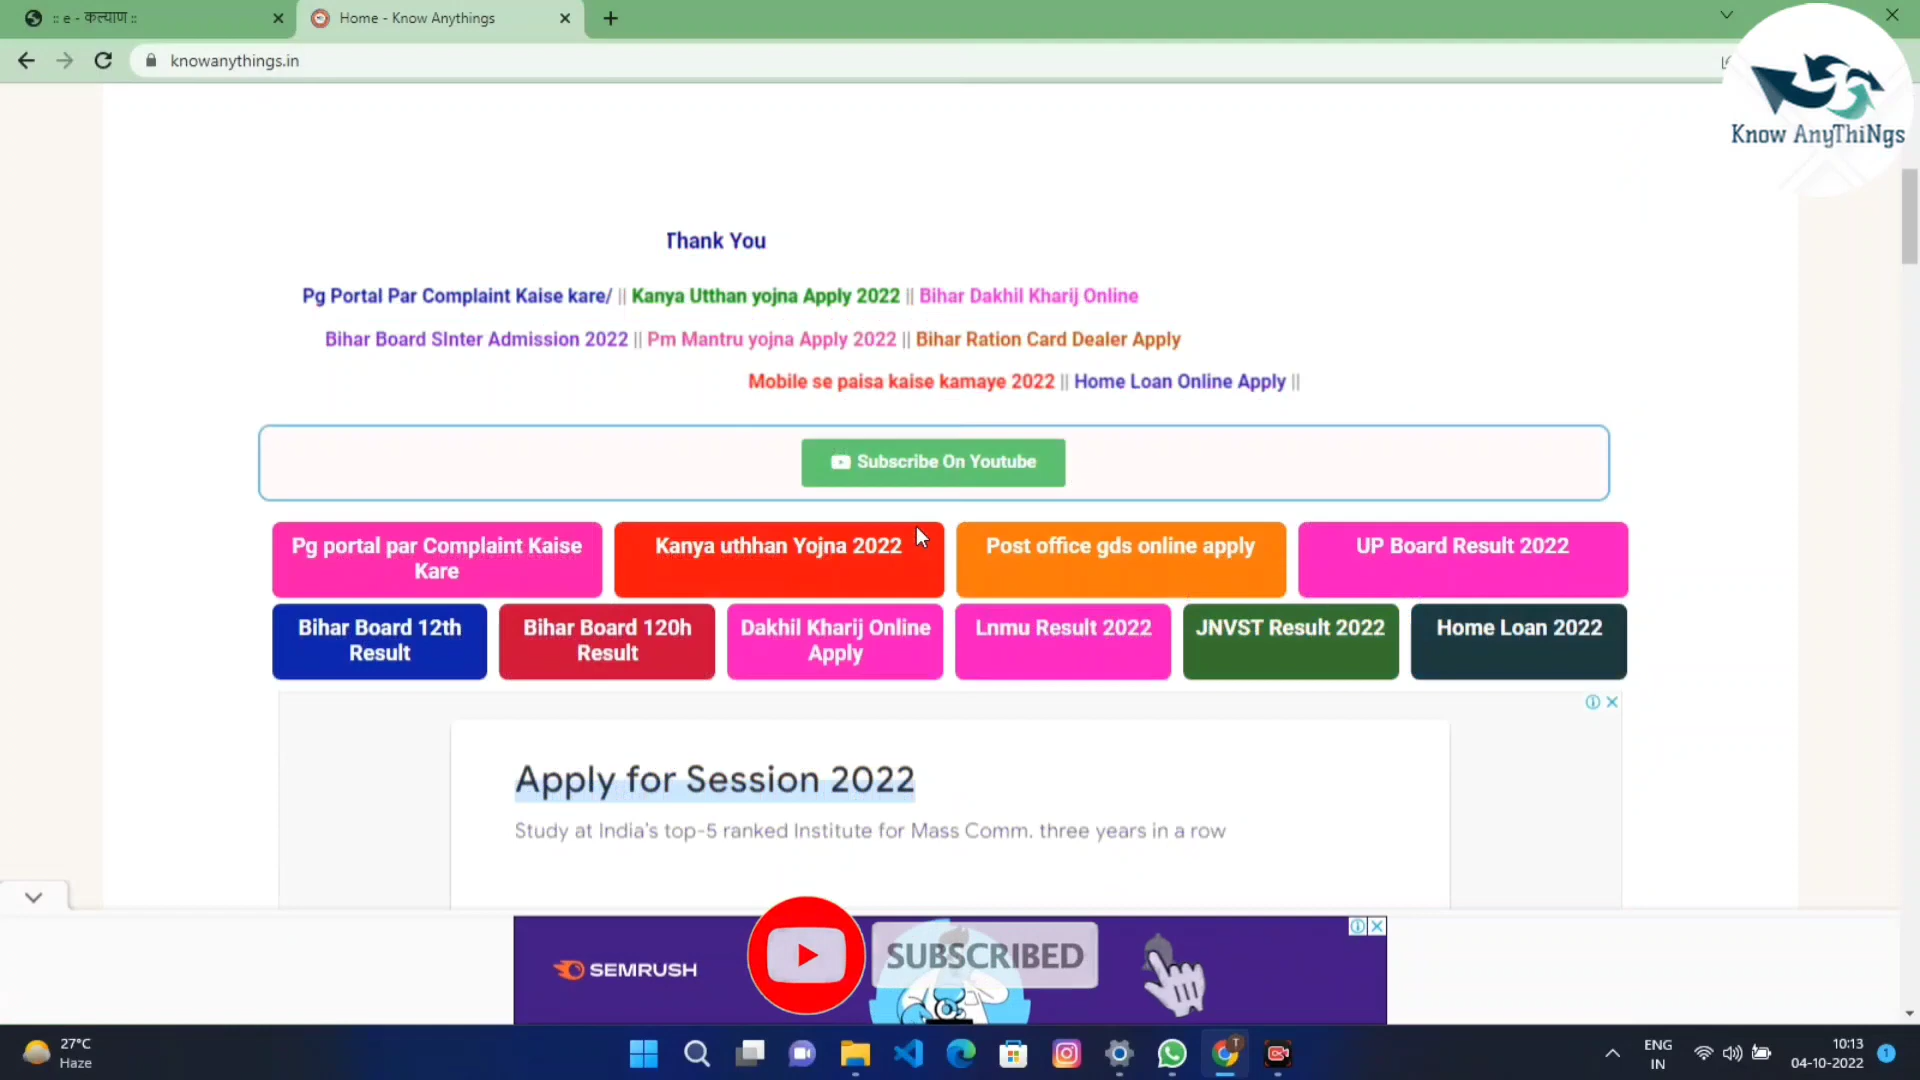 :: e - कल्याण ::
Home - Know Anythings
knowanythings.in
Know AnyThiNgs
Thank You
Pg Portal Par Complaint Kaise kare/ || Kanya Utthan yojna Apply 2022 || Bihar Dakhil Kharij Online
Bihar Board SInter Admission 2022 || Pm Mantru yojna Apply 2022 || Bihar Ration Card Dealer Apply
Mobile se paisa kaise kamaye 2022 || Home Loan Online Apply ||
Subscribe On Youtube
Pg portal par Complaint Kaise
Kare
Kanya uthhan Yojna 2022
Post office gds online apply
UP Board Result 2022
Bihar Board 12th
Result
Bihar Board 120h
Result
Dakhil Kharij Online
Apply
Lnmu Result 2022
JNVST Result 2022
Home Loan 2022
Apply for Session 2022
Study at India's top-5 ranked Institute for Mass Comm. three years in a row
SEMRUSH
SUBSCRIBED
27°C
Haze
T
ENG
IN
10:13
04-10-2022
1